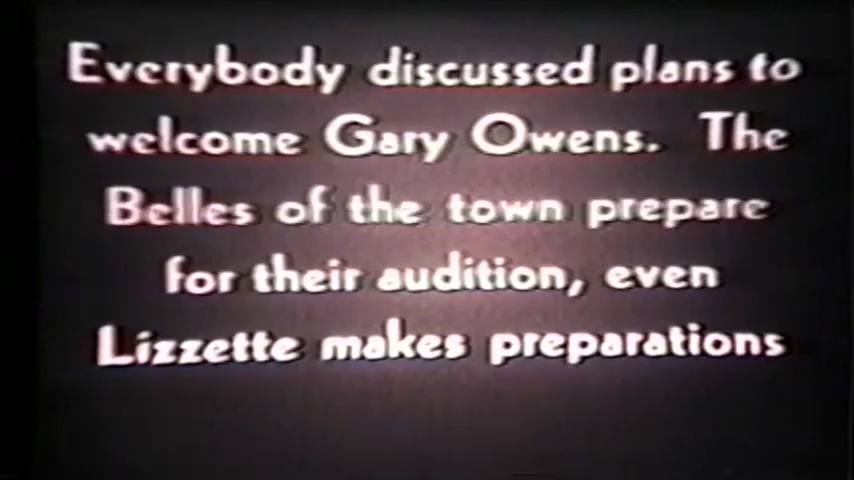 Everybody discussed plans to
welcome Gary Owens. The
Belles of the town prepare
for their audition, even
Lizzette makes preparations